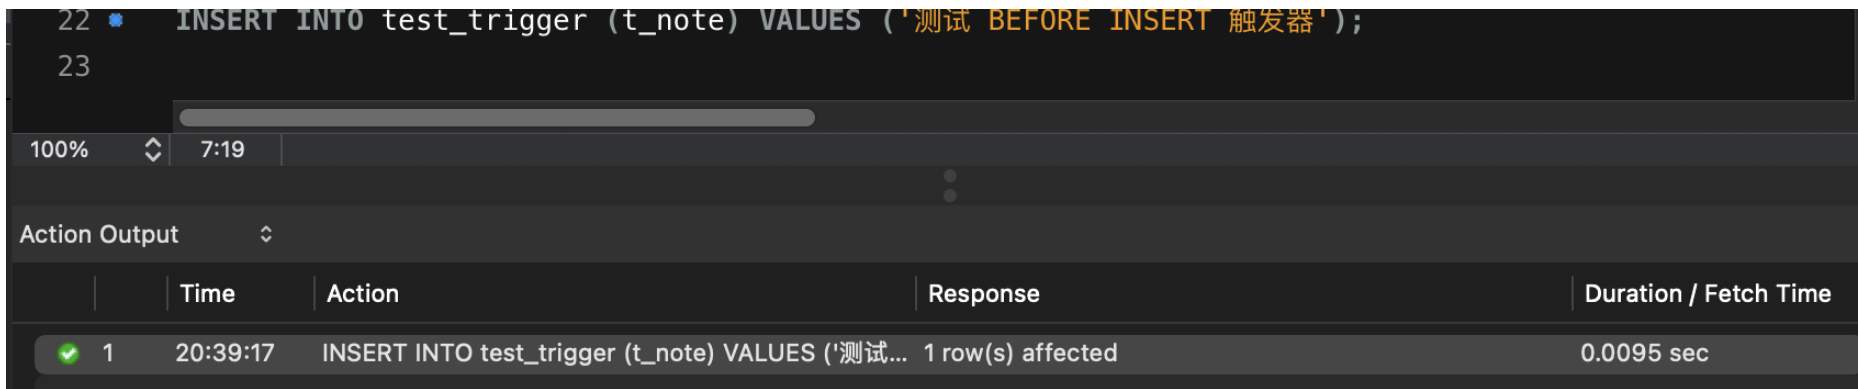 22 INSERT INTO test_trigger (t_note) VALUES ('测试 BEFORE INSERT 触发器');
23
100% 7:19
Action Output
Time Action Response Duration / Fetch Time
1 20:39:17 INSERT INTO test_trigger (t_note) VALUES ('测试... 1 row(s) affected 0.0095 sec